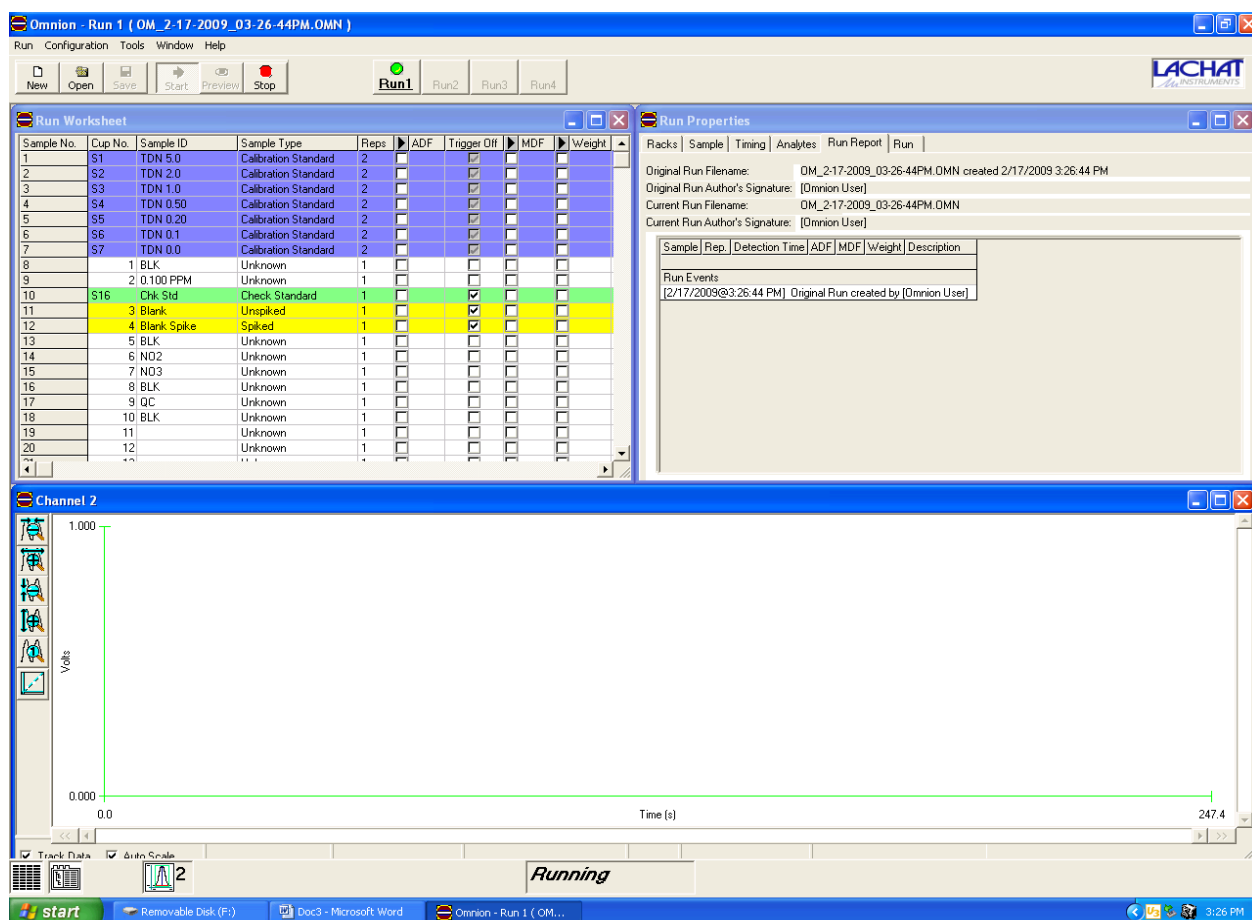 Omnion - Run 1 ( OM_2-17-2009_03-26-44PM.OMN )
Run Configuration Tools Window Help
New Open Save Start Preview Stop Run1 Run2 Run3 Run4
LACHAT
INSTRUMENTS
Run Worksheet
Sample No. Cup No. Sample ID Sample Type Reps ADF Trigger Off MDF Weight
1 S1 TDN 5.0 Calibration Standard 2
2 S2 TDN 2.0 Calibration Standard 2
3 S3 TDN 1.0 Calibration Standard 2
4 S4 TDN 0.50 Calibration Standard 2
5 S5 TDN 0.20 Calibration Standard 2
6 S6 TDN 0.1 Calibration Standard 2
7 S7 TDN 0.0 Calibration Standard 2
8 1 BLK Unknown 1
9 2 0.100 PPM Unknown 1
10 S16 Chk Std Check Standard 1
11 3 Blank Unspiked 1
12 4 Blank Spike Spiked 1
13 5 BLK Unknown 1
14 6 NO2 Unknown 1
15 7 NO3 Unknown 1
16 8 BLK Unknown 1
17 9 QC Unknown 1
18 10 BLK Unknown 1
19 11 Unknown 1
20 12 Unknown 1
Run Properties
Racks Sample Timing Analytes Run Report Run
Original Run Filename: OM_2-17-2009_03-26-44PM.OMN created 2/17/2009 3:26:44 PM
Original Run Author's Signature: [Omnion User]
Current Run Filename: OM_2-17-2009_03-26-44PM.OMN
Current Run Author's Signature: [Omnion User]
Sample Rep. Detection Time ADF MDF Weight Description
Run Events
[2/17/2009@3:26:44 PM] Original Run created by [Omnion User]
Channel 2
1.000
Volts
0.000
0.0 Time (s) 247.4
Track Data Auto Scale
2 Running
start Removable Disk (F:) Doc3 - Microsoft Word Omnion - Run 1 ( OM... 3:26 PM